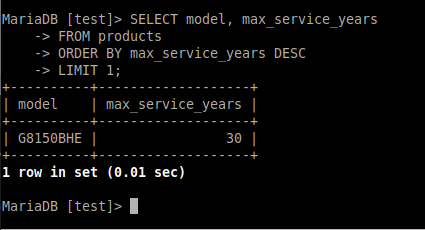 MariaDB [test]> SELECT model, max_service_years
    -> FROM products
    -> ORDER BY max_service_years DESC
    -> LIMIT 1;
+----------+-------------------+
| model    | max_service_years |
+----------+-------------------+
| G8150BHE |                30 |
+----------+-------------------+
1 row in set (0.01 sec)

MariaDB [test]>